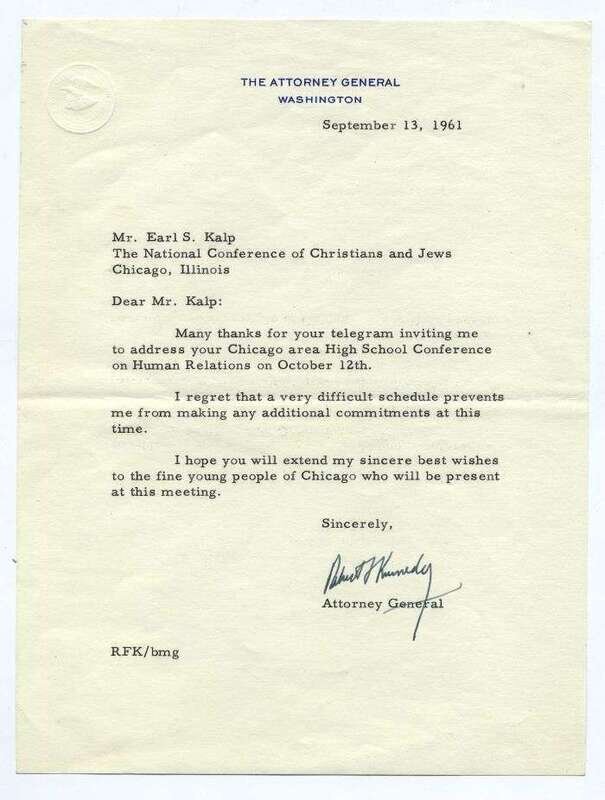 THE ATTORNEY GENERAL
WASHINGTON
September 13, 1961
Mr. Earl S. Kalp
The National Conference of Christians and Jews
Chicago, Illinois
Dear Mr. Kalp:
Many thanks for your telegram inviting me
to address your Chicago area High School Conference
on Human Relations on October 12th.
I regret that a very difficult schedule prevents
me from making any additional commitments at this
time.
I hope you will extend my sincere best wishes
to the fine young people of Chicago who will be present
at this meeting.
Sincerely,
Robert F Kennedy
Attorney General
RFK/bmg